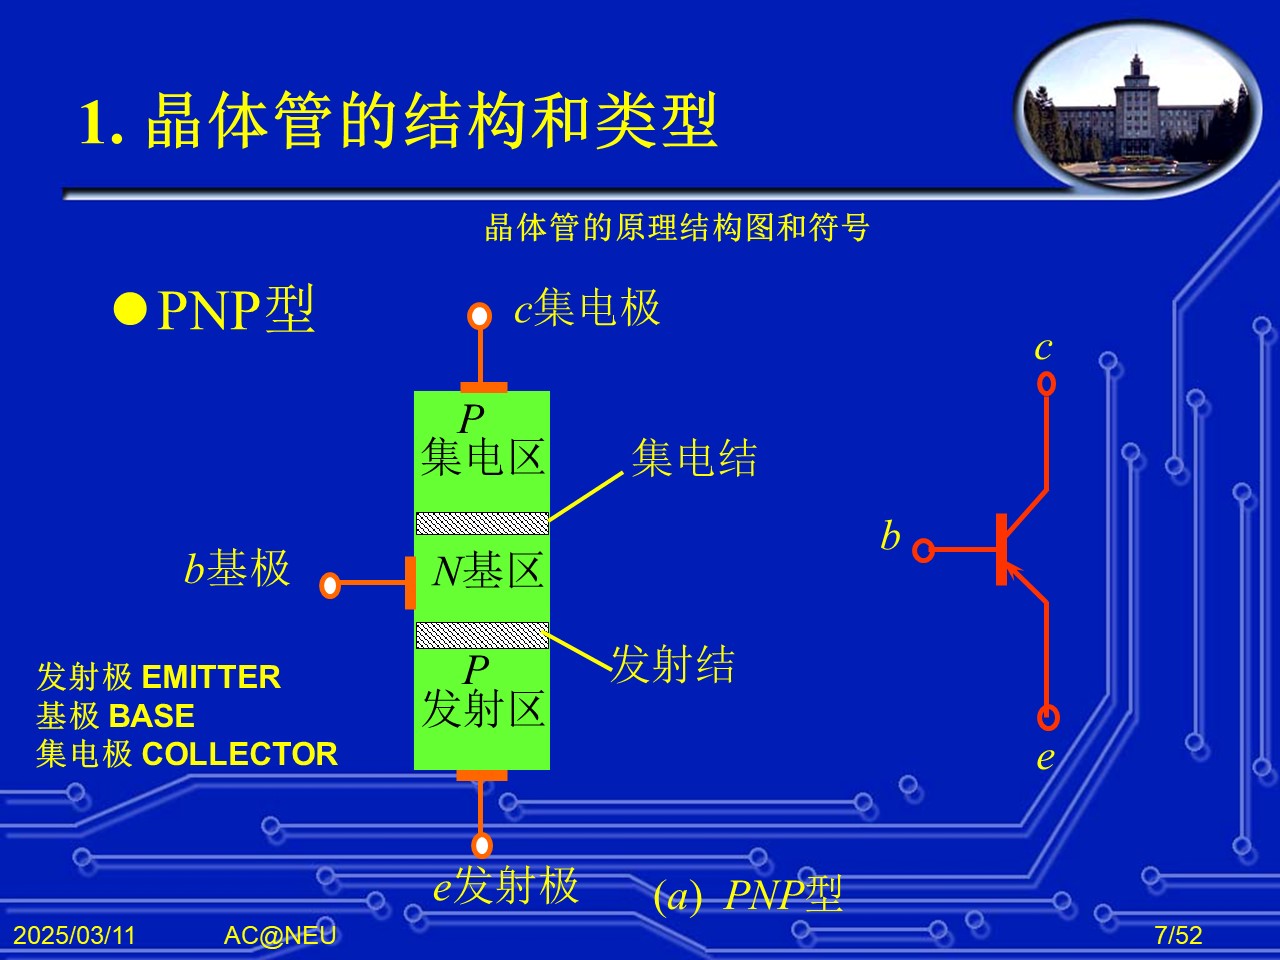 1. 晶体管的结构和类型
晶体管的原理结构图和符号
PNP型
c集电极
P
集电区
集电结
b基极
N基区
发射结
P
发射区
e发射极
c
b
e
发射极 EMITTER
基极 BASE
集电极 COLLECTOR
(a) PNP型
2025/03/11
AC@NEU
7/52